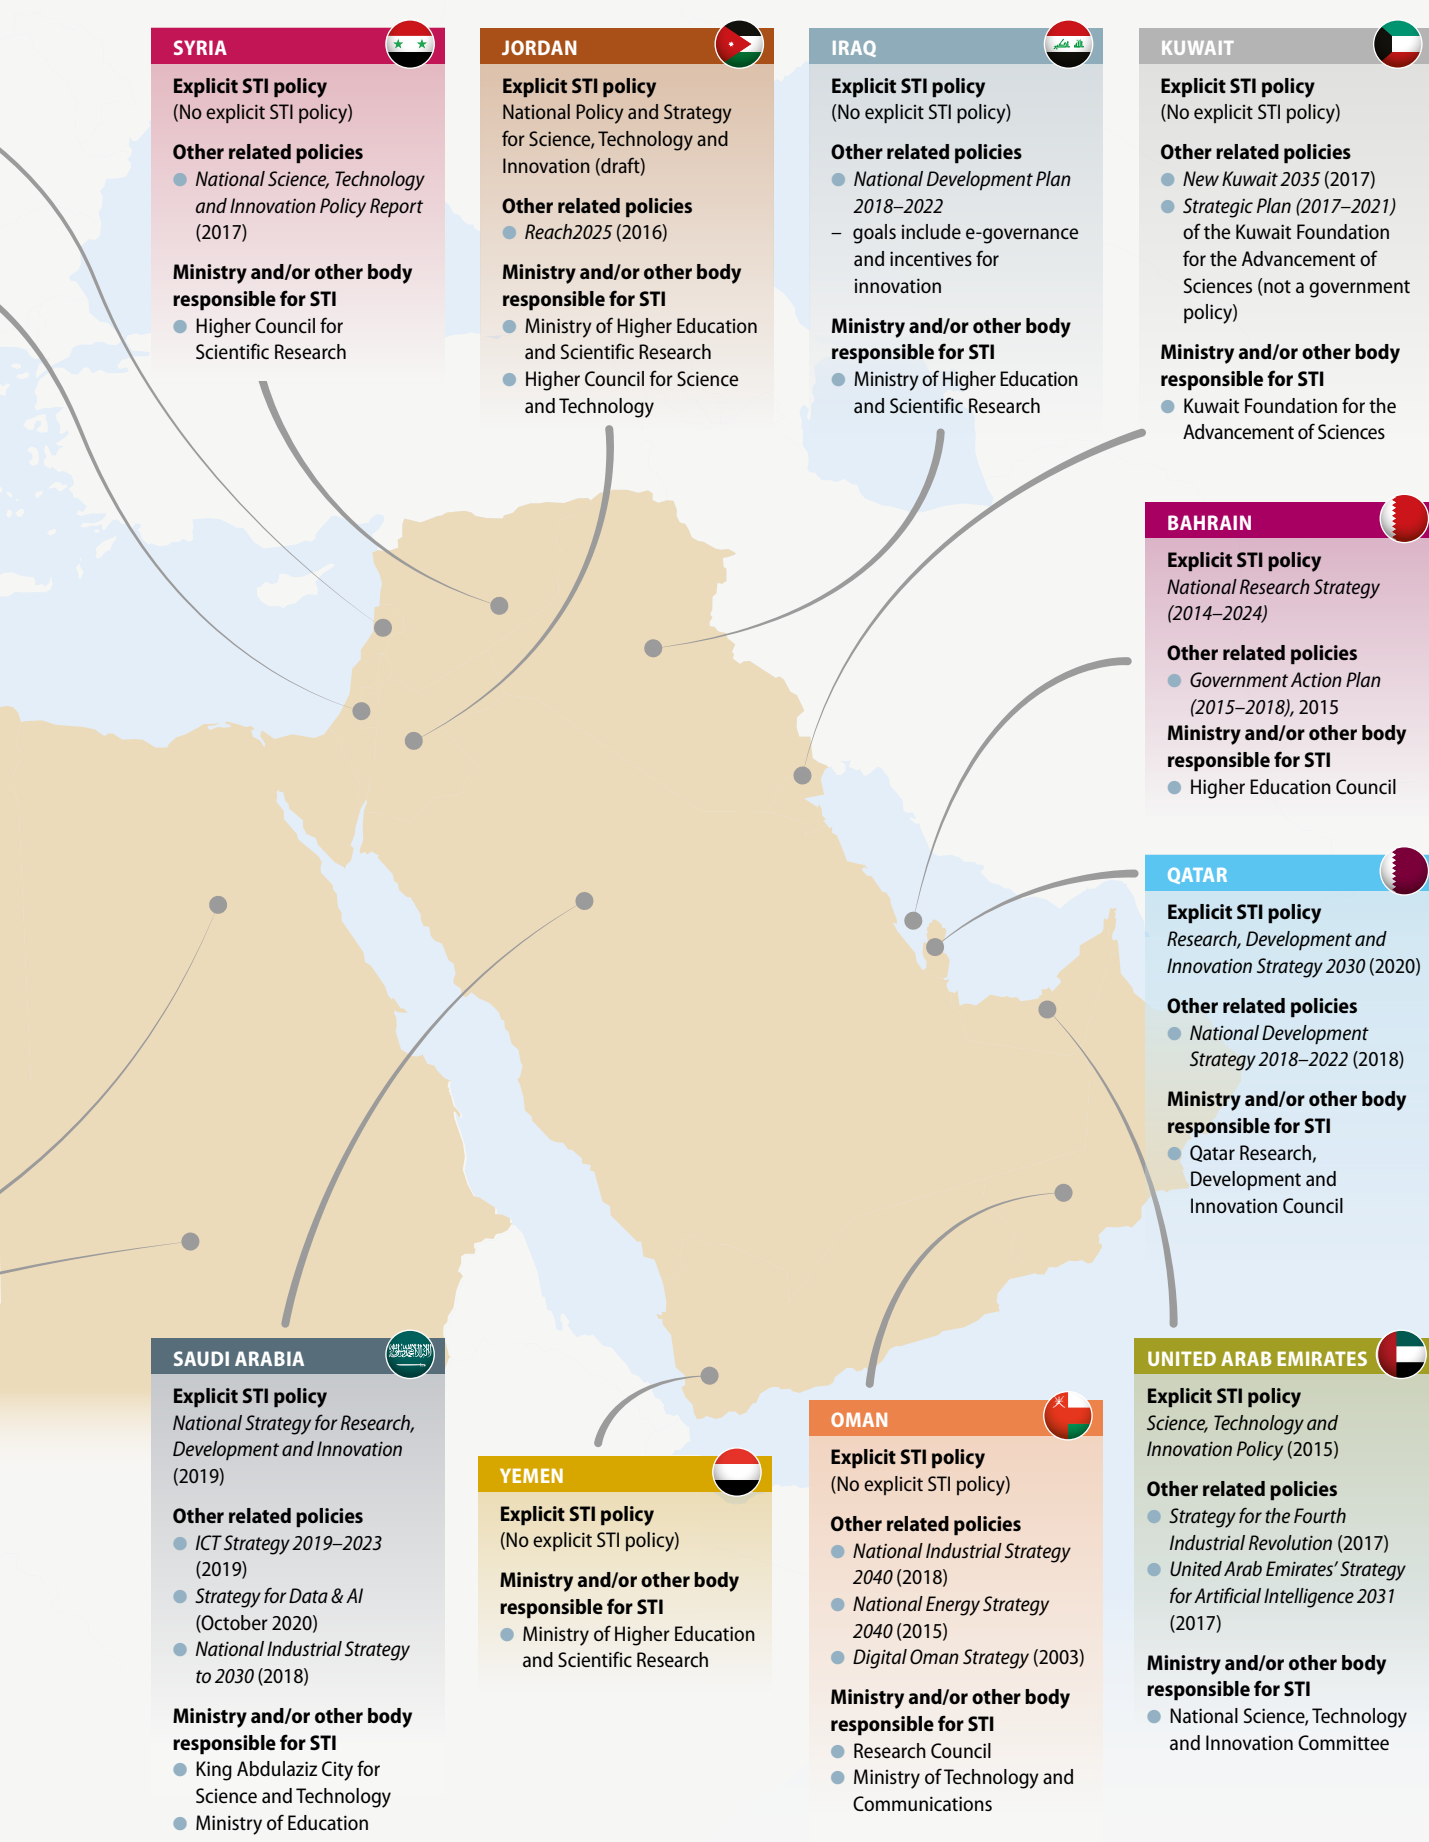 SYRIA
Explicit STI policy
(No explicit STI policy)
Other related policies
National Science, Technology
and Innovation Policy Report
(2017)
Ministry and/or other body
responsible for STI
Higher Council for
Scientific Research
JORDAN
Explicit STI policy
National Policy and Strategy
for Science, Technology and
Innovation (draft)
Other related policies
Reach2025 (2016)
Ministry and/or other body
responsible for STI
Ministry of Higher Education
and Scientific Research
Higher Council for Science
and Technology
IRAQ
Explicit STI policy
(No explicit STI policy)
Other related policies
National Development Plan
2018–2022
– goals include e-governance
and incentives for
innovation
Ministry and/or other body
responsible for STI
Ministry of Higher Education
and Scientific Research
KUWAIT
Explicit STI policy
(No explicit STI policy)
Other related policies
New Kuwait 2035 (2017)
Strategic Plan (2017–2021)
of the Kuwait Foundation
for the Advancement of
Sciences (not a government
policy)
Ministry and/or other body
responsible for STI
Kuwait Foundation for the
Advancement of Sciences
BAHRAIN
Explicit STI policy
National Research Strategy
(2014–2024)
Other related policies
Government Action Plan
(2015–2018), 2015
Ministry and/or other body
responsible for STI
Higher Education Council
QATAR
Explicit STI policy
Research, Development and
Innovation Strategy 2030 (2020)
Other related policies
National Development
Strategy 2018–2022 (2018)
Ministry and/or other body
responsible for STI
Qatar Research,
Development and
Innovation Council
SAUDI ARABIA
Explicit STI policy
National Strategy for Research,
Development and Innovation
(2019)
Other related policies
ICT Strategy 2019–2023
(2019)
Strategy for Data & AI
(October 2020)
National Industrial Strategy
to 2030 (2018)
Ministry and/or other body
responsible for STI
King Abdulaziz City for
Science and Technology
Ministry of Education
YEMEN
Explicit STI policy
(No explicit STI policy)
Ministry and/or other body
responsible for STI
Ministry of Higher Education
and Scientific Research
OMAN
Explicit STI policy
(No explicit STI policy)
Other related policies
National Industrial Strategy
2040 (2018)
National Energy Strategy
2040 (2015)
Digital Oman Strategy (2003)
Ministry and/or other body
responsible for STI
Research Council
Ministry of Technology and
Communications
UNITED ARAB EMIRATES
Explicit STI policy
Science, Technology and
Innovation Policy (2015)
Other related policies
Strategy for the Fourth
Industrial Revolution (2017)
United Arab Emirates' Strategy
for Artificial Intelligence 2031
(2017)
Ministry and/or other body
responsible for STI
National Science, Technology
and Innovation Committee